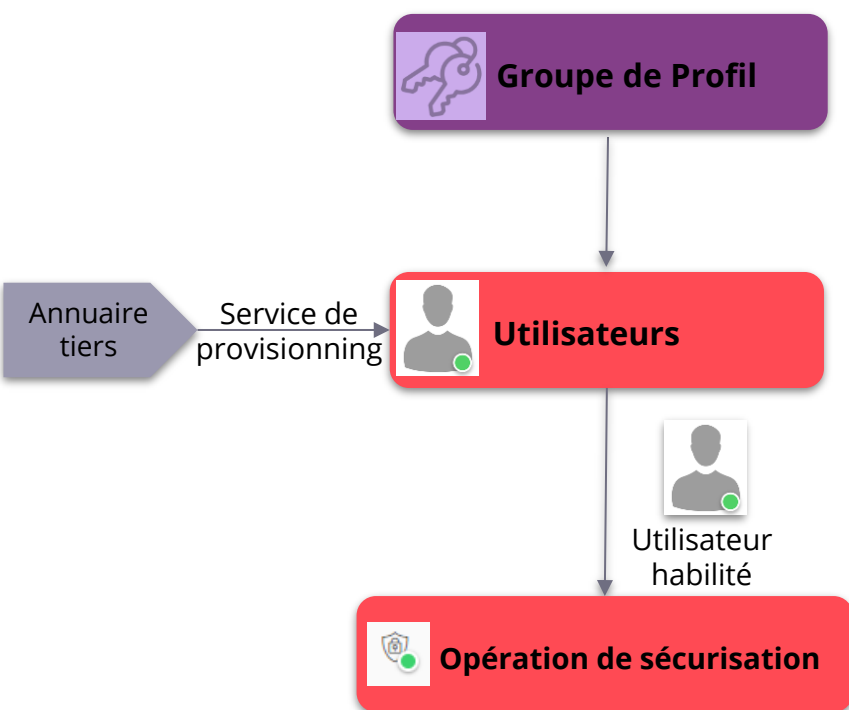 Groupe de Profil
Annuaire
tiers
Service de
provisionning
Utilisateurs
Utilisateur
habilité
Opération de sécurisation